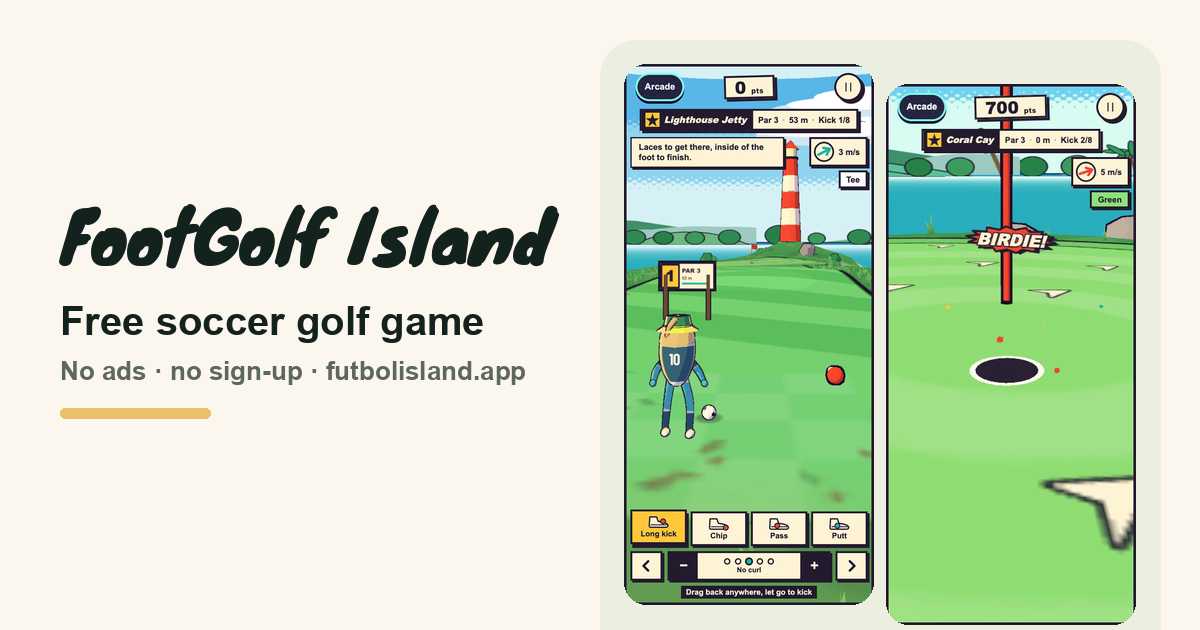 FootGolf Island
Free soccer golf game
No ads · no sign-up · futbolisland.app
Arcade
0 pts
Lighthouse Jetty
Par 3 · 53 m · Kick 1/8
Laces to get there, inside of the
foot to finish.
3 m/s
Tee
1
PAR 3
53 m
10
Long kick
Chip
Pass
Putt
No curl
Drag back anywhere, let go to kick
Arcade
700 pts
Coral Cay
Par 3 · 0 m · Kick 2/8
5 m/s
Green
BIRDIE!